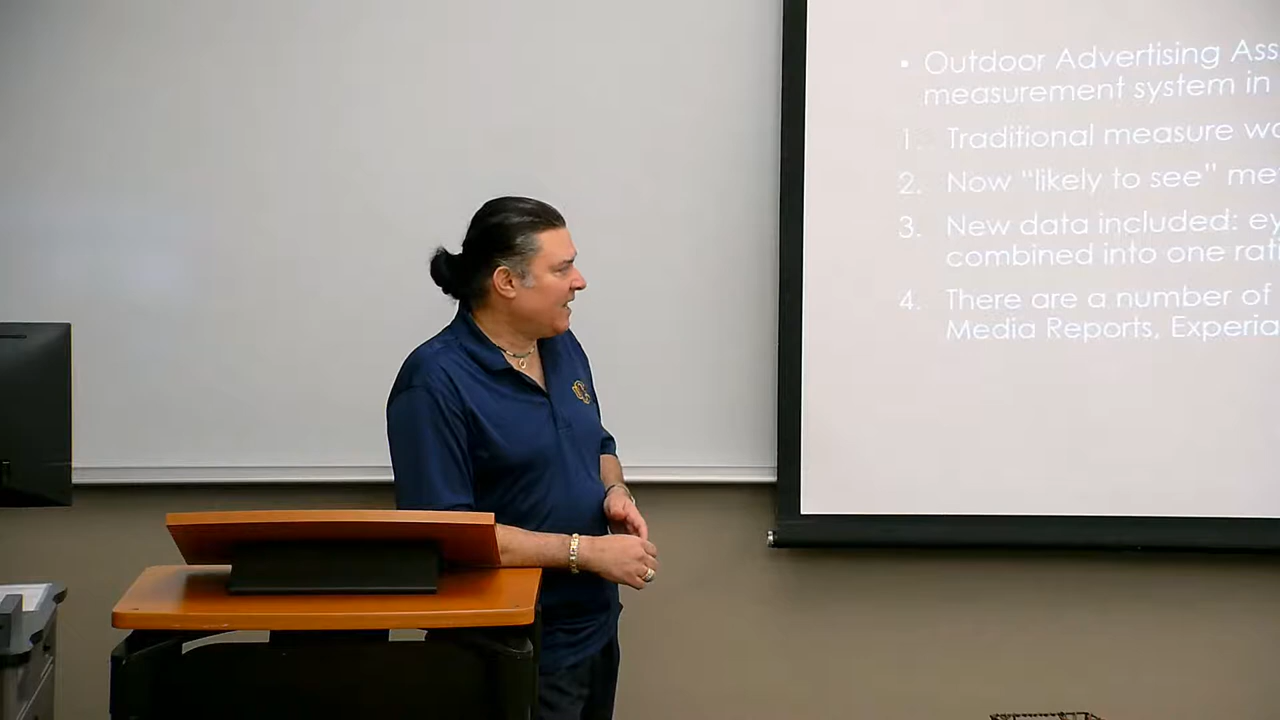 • Outdoor Advertising Ass
measurement system in
1. Traditional measure wa
2. Now “likely to see” me
3. New data included: ey
combined into one rati
4. There are a number of
Media Reports, Experia